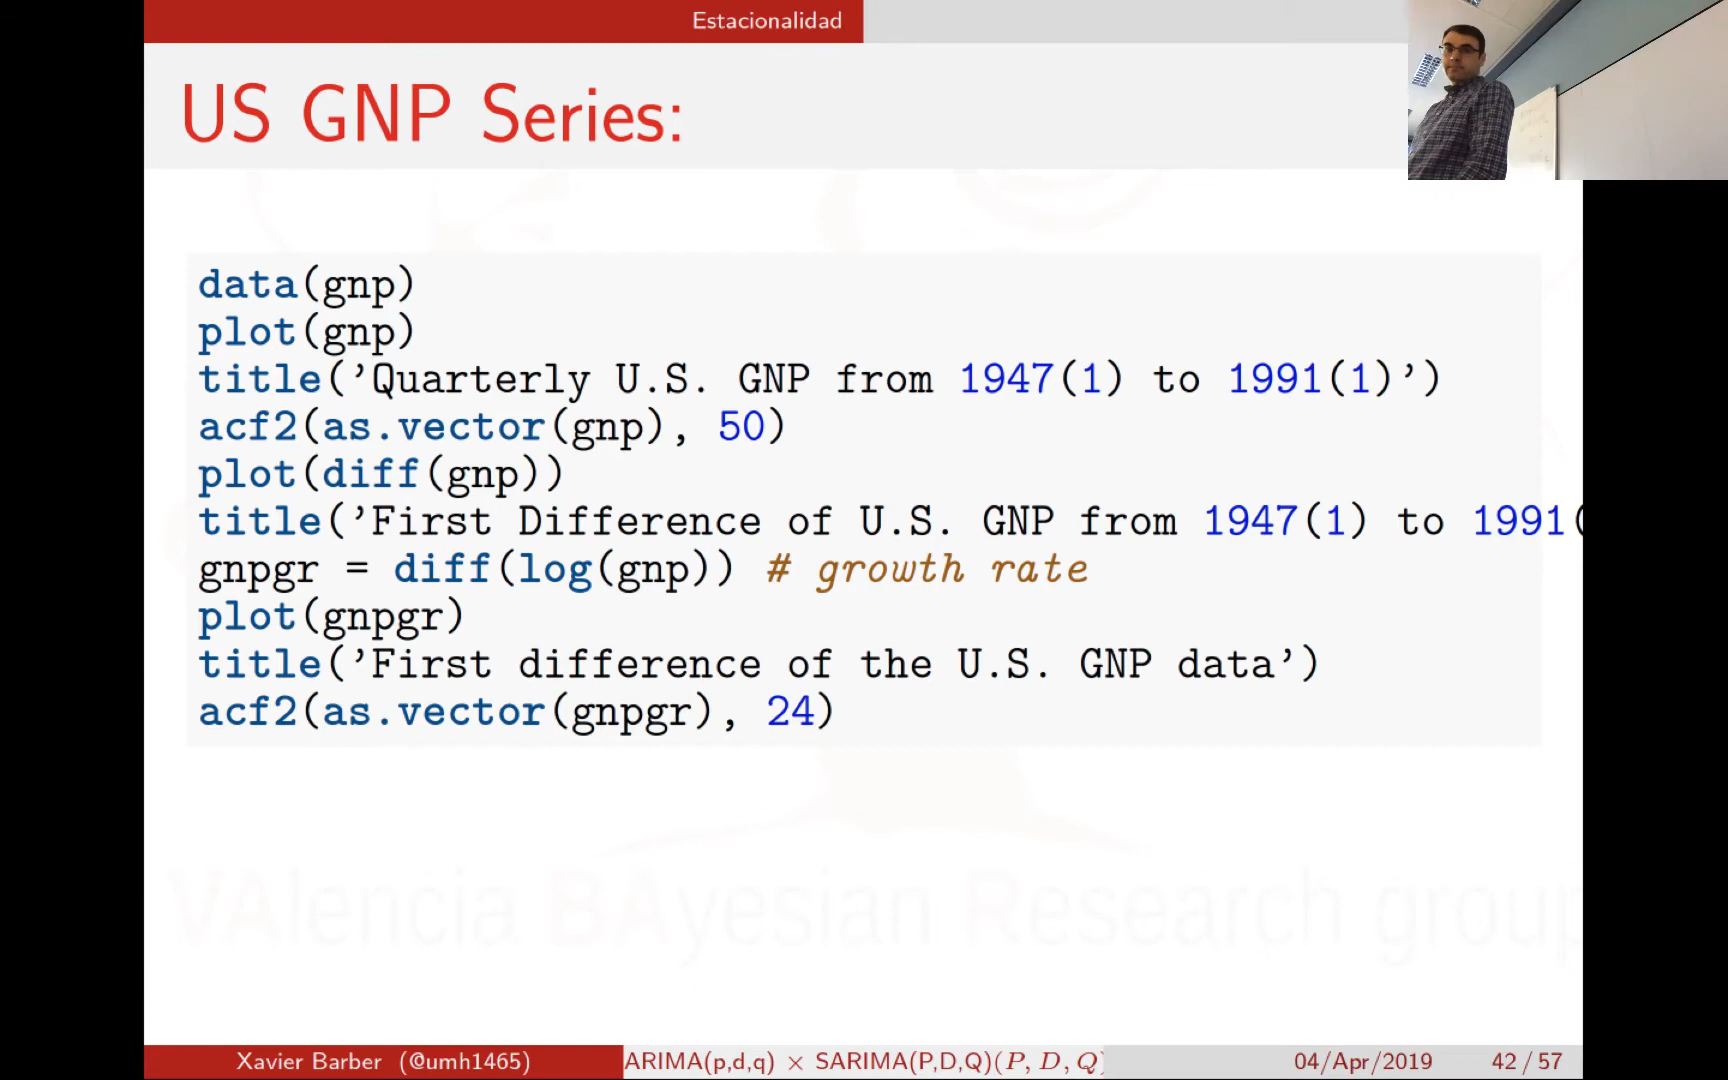 Estacionalidad
US GNP Series:
data(gnp)
plot(gnp)
title('Quarterly U.S. GNP from 1947(1) to 1991(1)')
acf2(as.vector(gnp), 50)
plot(diff(gnp))
title('First Difference of U.S. GNP from 1947(1) to 1991(
gnpgr = diff(log(gnp)) # growth rate
plot(gnpgr)
title('First difference of the U.S. GNP data')
acf2(as.vector(gnpgr), 24)
VAlencia BAyesian Research group
Xavier Barber (@umh1465) ARIMA(p,d,q) × SARIMA(P,D,Q)(P, D, Q) 04/Apr/2019 42 / 57